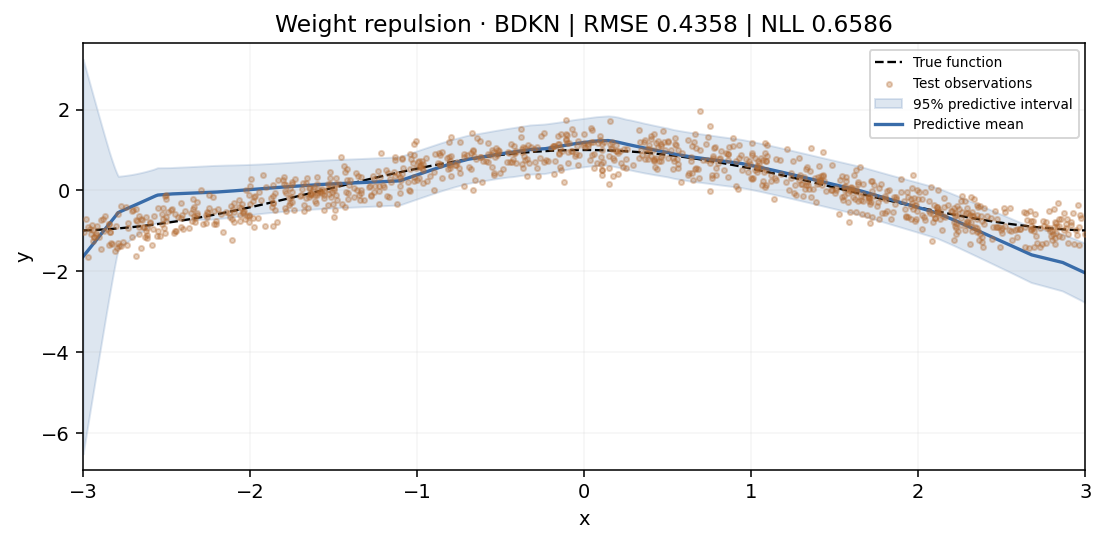 Weight repulsion · BDKN | RMSE 0.4358 | NLL 0.6586
True function
Test observations
95% predictive interval
Predictive mean
y
2
0
−2
−4
−6
−3
−2
−1
0
1
2
3
x